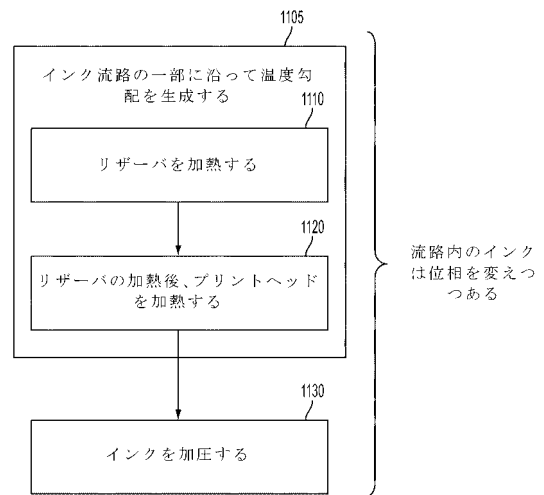 1105
インク流路の一部に沿って温度勾
配を生成する
1110
リザーバを加熱する
1120
リザーバの加熱後、プリントヘッド
を加熱する
流路内のインク
は位相を変えつ
つある
1130
インクを加圧する